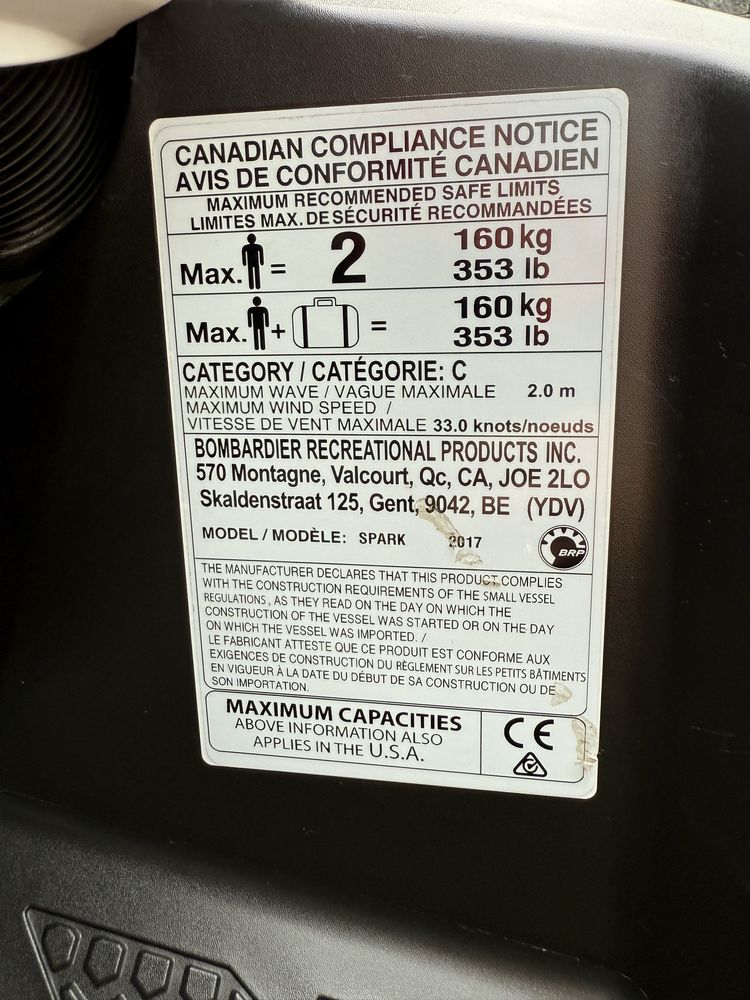 CANADIAN COMPLIANCE NOTICE
AVIS DE CONFORMITÉ CANADIEN
MAXIMUM RECOMMENDED SAFE LIMITS
LIMITES MAX. DE SÉCURITÉ RECOMMANDÉES
Max. = 2 160 kg
353 lb
Max. + = 160 kg
353 lb
CATEGORY / CATÉGORIE: C
MAXIMUM WAVE / VAGUE MAXIMALE 2.0 m
MAXIMUM WIND SPEED /
VITESSE DE VENT MAXIMALE 33.0 knots/noeuds
BOMBARDIER RECREATIONAL PRODUCTS INC.
570 Montagne, Valcourt, Qc, CA, JOE 2LO
Skaldenstraat 125, Gent, 9042, BE (YDV)
MODEL / MODÈLE: SPARK 2017
BRP
THE MANUFACTURER DECLARES THAT THIS PRODUCT COMPLIES
WITH THE CONSTRUCTION REQUIREMENTS OF THE SMALL VESSEL
REGULATIONS, AS THEY READ ON THE DAY ON WHICH THE
CONSTRUCTION OF THE VESSEL WAS STARTED OR ON THE DAY
ON WHICH THE VESSEL WAS IMPORTED. /
LE FABRICANT ATTESTE QUE CE PRODUIT EST CONFORME AUX
EXIGENCES DE CONSTRUCTION DU RÈGLEMENT SUR LES PETITS BÂTIMENTS
EN VIGUEUR À LA DATE DU DÉBUT DE SA CONSTRUCTION OU DE
SON IMPORTATION.
MAXIMUM CAPACITIES
ABOVE INFORMATION ALSO
APPLIES IN THE U.S.A.
CE